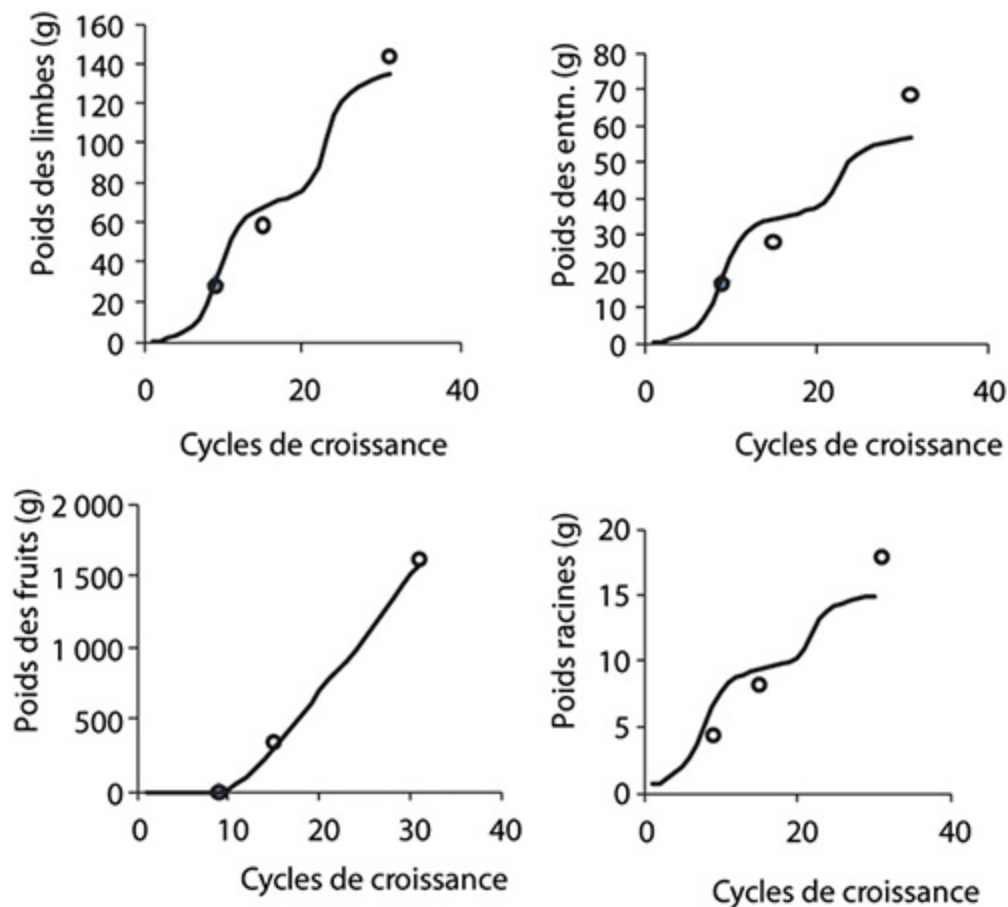 Poids des limbes (g)
160
140
120
100
80
60
40
20
0
0 20 40
Cycles de croissance
Poids des entn. (g)
80
70
60
50
40
30
20
10
0
0 20 40
Cycles de croissance
Poids des fruits (g)
2 000
1 500
1 000
500
0
0 10 20 30 40
Cycles de croissance
Poids racines (g)
20
15
10
5
0
0 20 40
Cycles de croissance